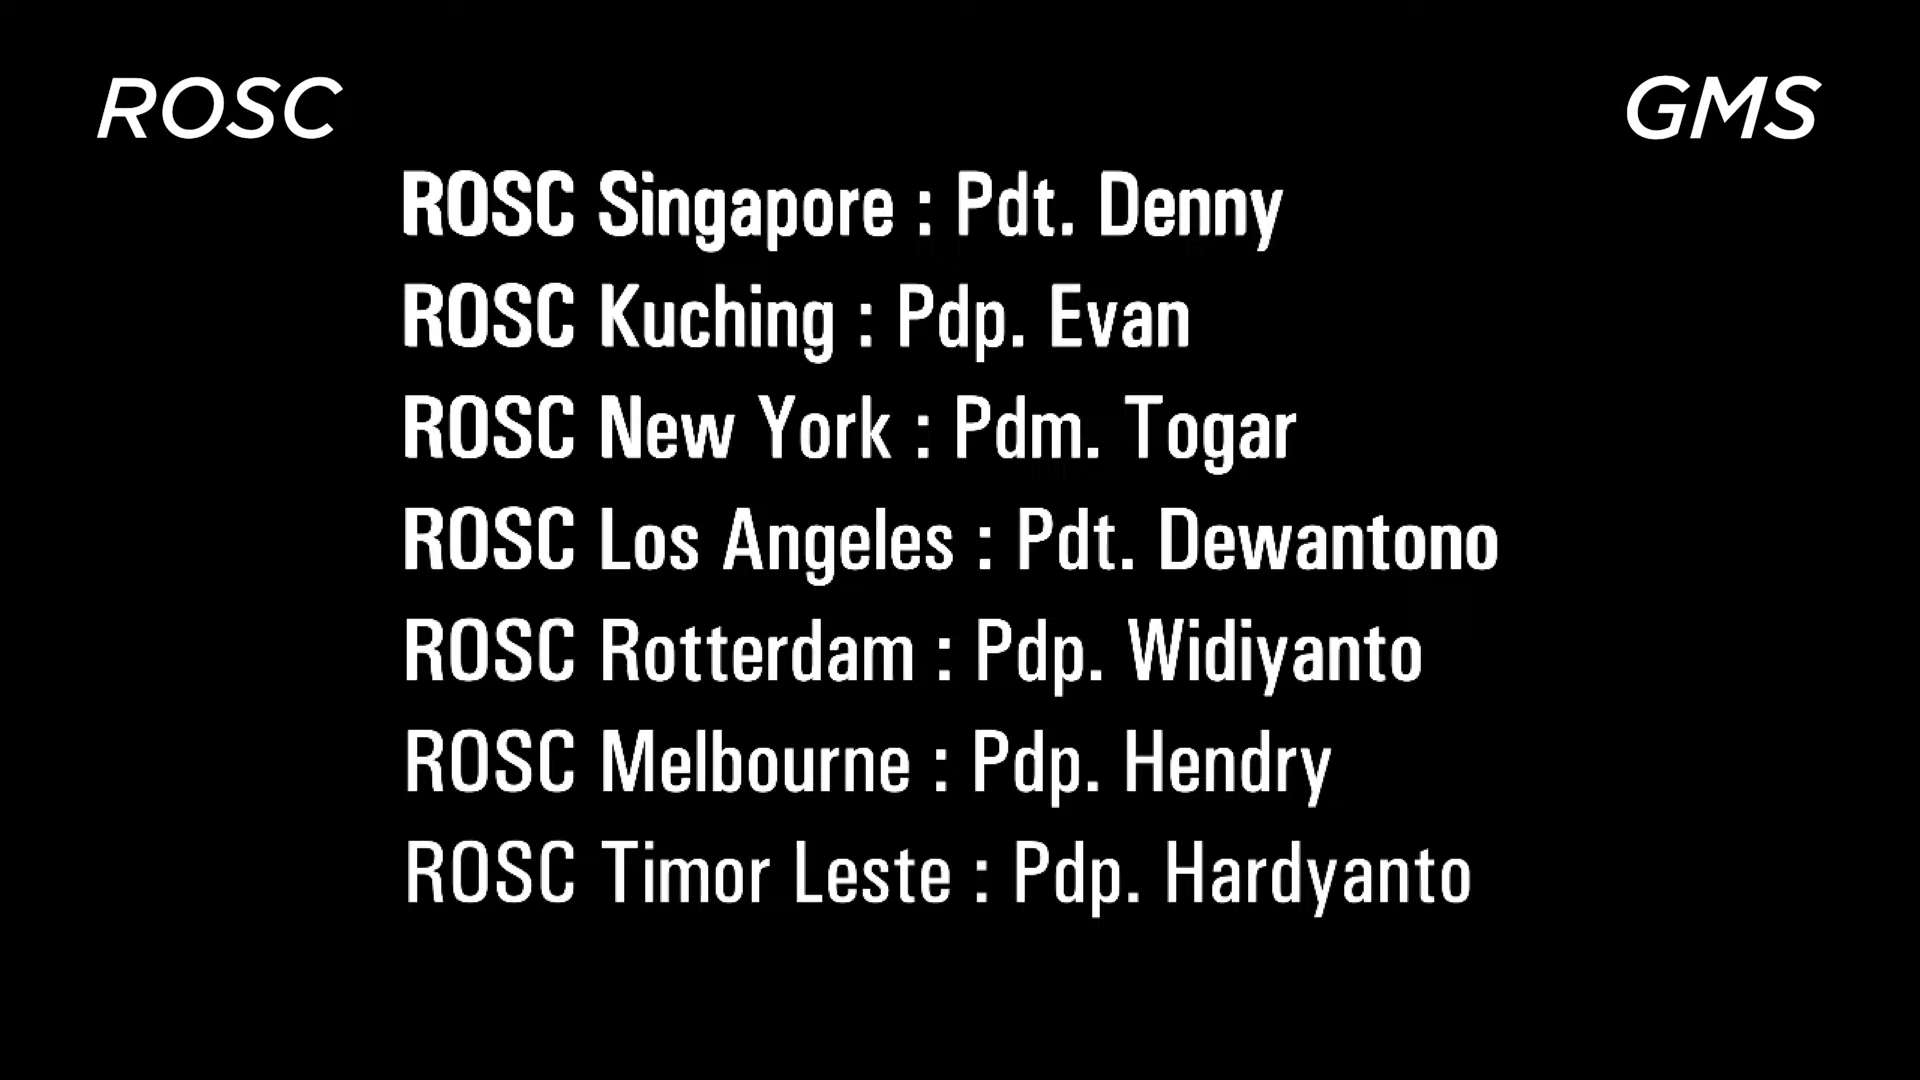 ROSC
GMS
ROSC Singapore : Pdt. Denny
ROSC Kuching : Pdp. Evan
ROSC New York : Pdm. Togar
ROSC Los Angeles : Pdt. Dewantono
ROSC Rotterdam : Pdp. Widiyanto
ROSC Melbourne : Pdp. Hendry
ROSC Timor Leste : Pdp. Hardyanto